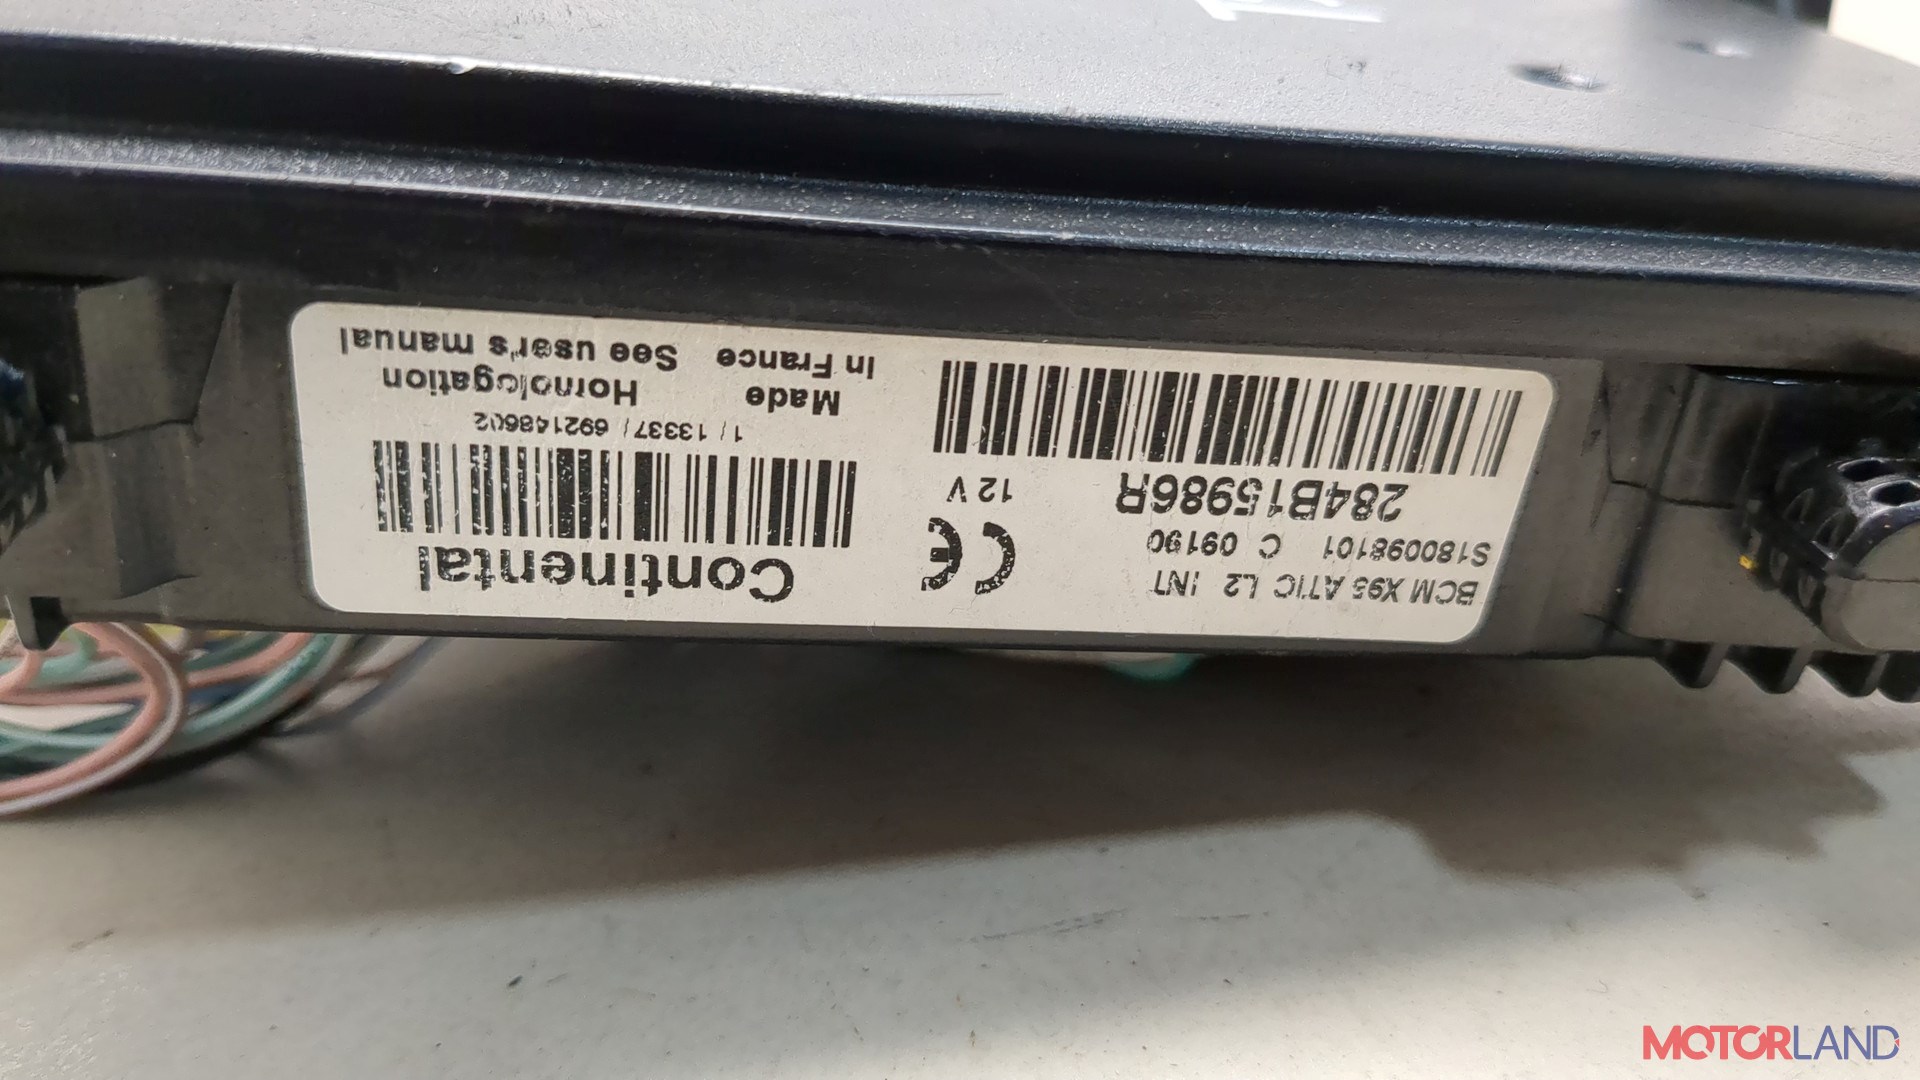 BCM X95 ATIC L2 INT
S180098101 C 09190
284B15986R
12 V
CE
Continental
1/ 13337/ 692148602
Made
In France
Homologation
See user's manual
MOTORLAND